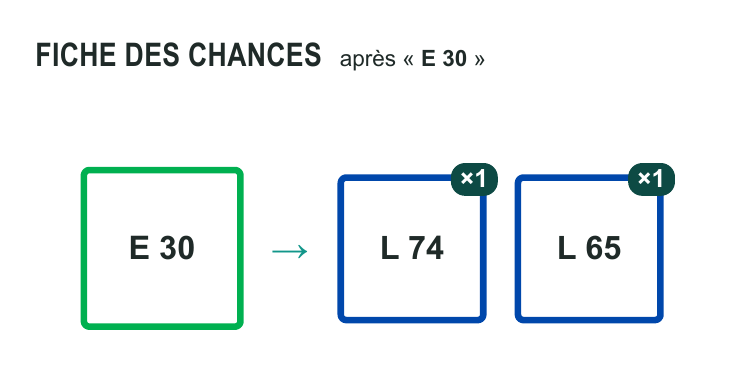 FICHE DES CHANCES après « E 30 »
×1 ×1
E 30 → L 74 L 65